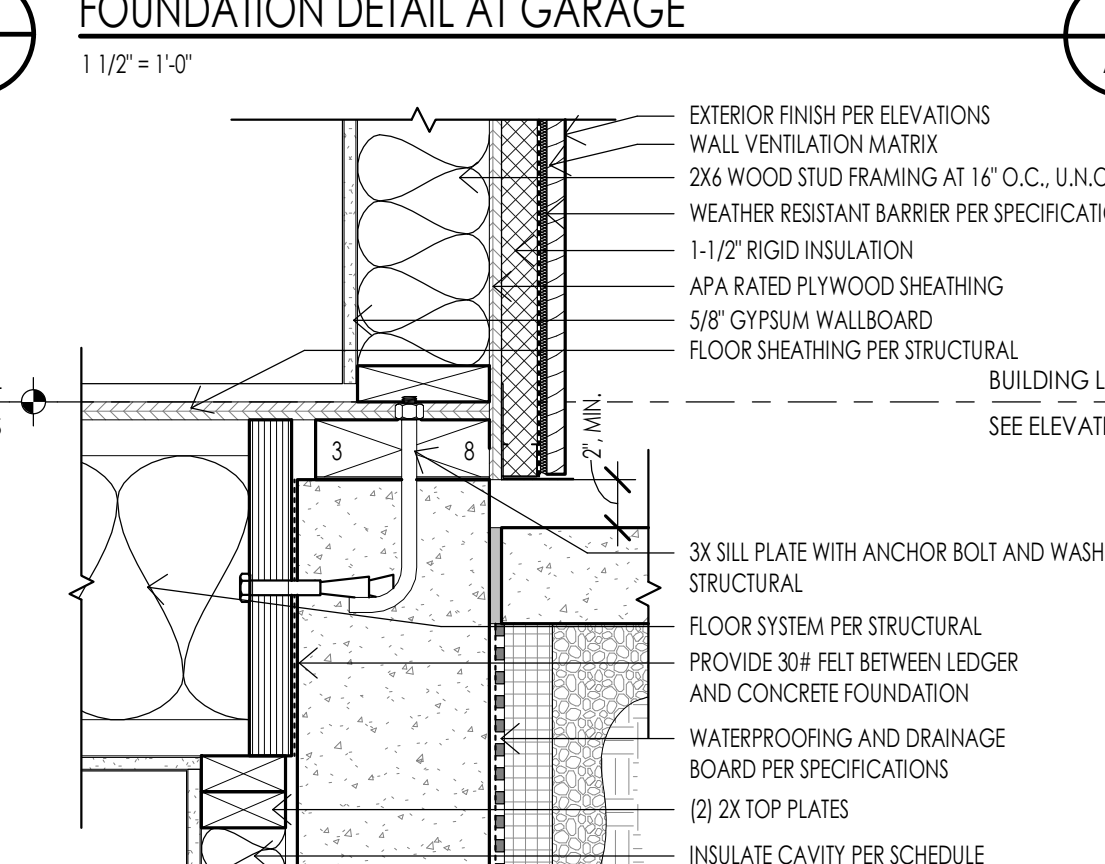 FOUNDATION DETAIL AT GARAGE
1 1/2" = 1'-0"
EXTERIOR FINISH PER ELEVATIONS
WALL VENTILATION MATRIX
2X6 WOOD STUD FRAMING AT 16" O.C., U.N.O
WEATHER RESISTANT BARRIER PER SPECIFICATIO
1-1/2" RIGID INSULATION
APA RATED PLYWOOD SHEATHING
5/8" GYPSUM WALLBOARD
FLOOR SHEATHING PER STRUCTURAL
BUILDING L
SEE ELEVATI
2", MIN.
3 8
3X SILL PLATE WITH ANCHOR BOLT AND WASH
STRUCTURAL
FLOOR SYSTEM PER STRUCTURAL
PROVIDE 30# FELT BETWEEN LEDGER
AND CONCRETE FOUNDATION
WATERPROOFING AND DRAINAGE
BOARD PER SPECIFICATIONS
(2) 2X TOP PLATES
INSULATE CAVITY PER SCHEDULE